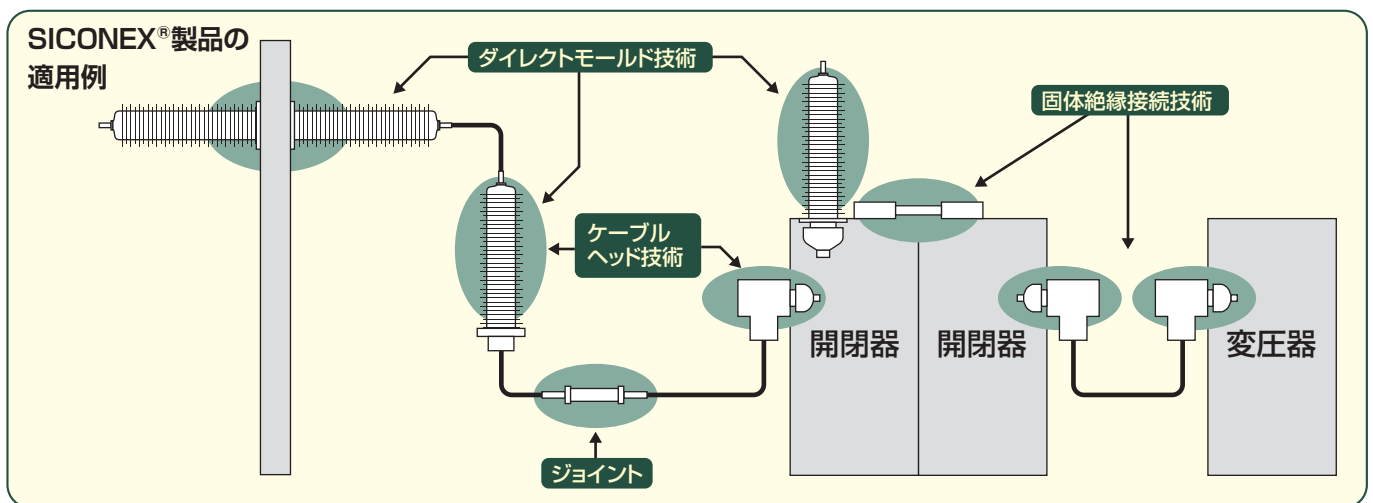 SICONEX®製品の
適用例
ダイレクトモールド技術
固体絶縁接続技術
ケーブル
ヘッド技術
開閉器
開閉器
変圧器
ジョイント